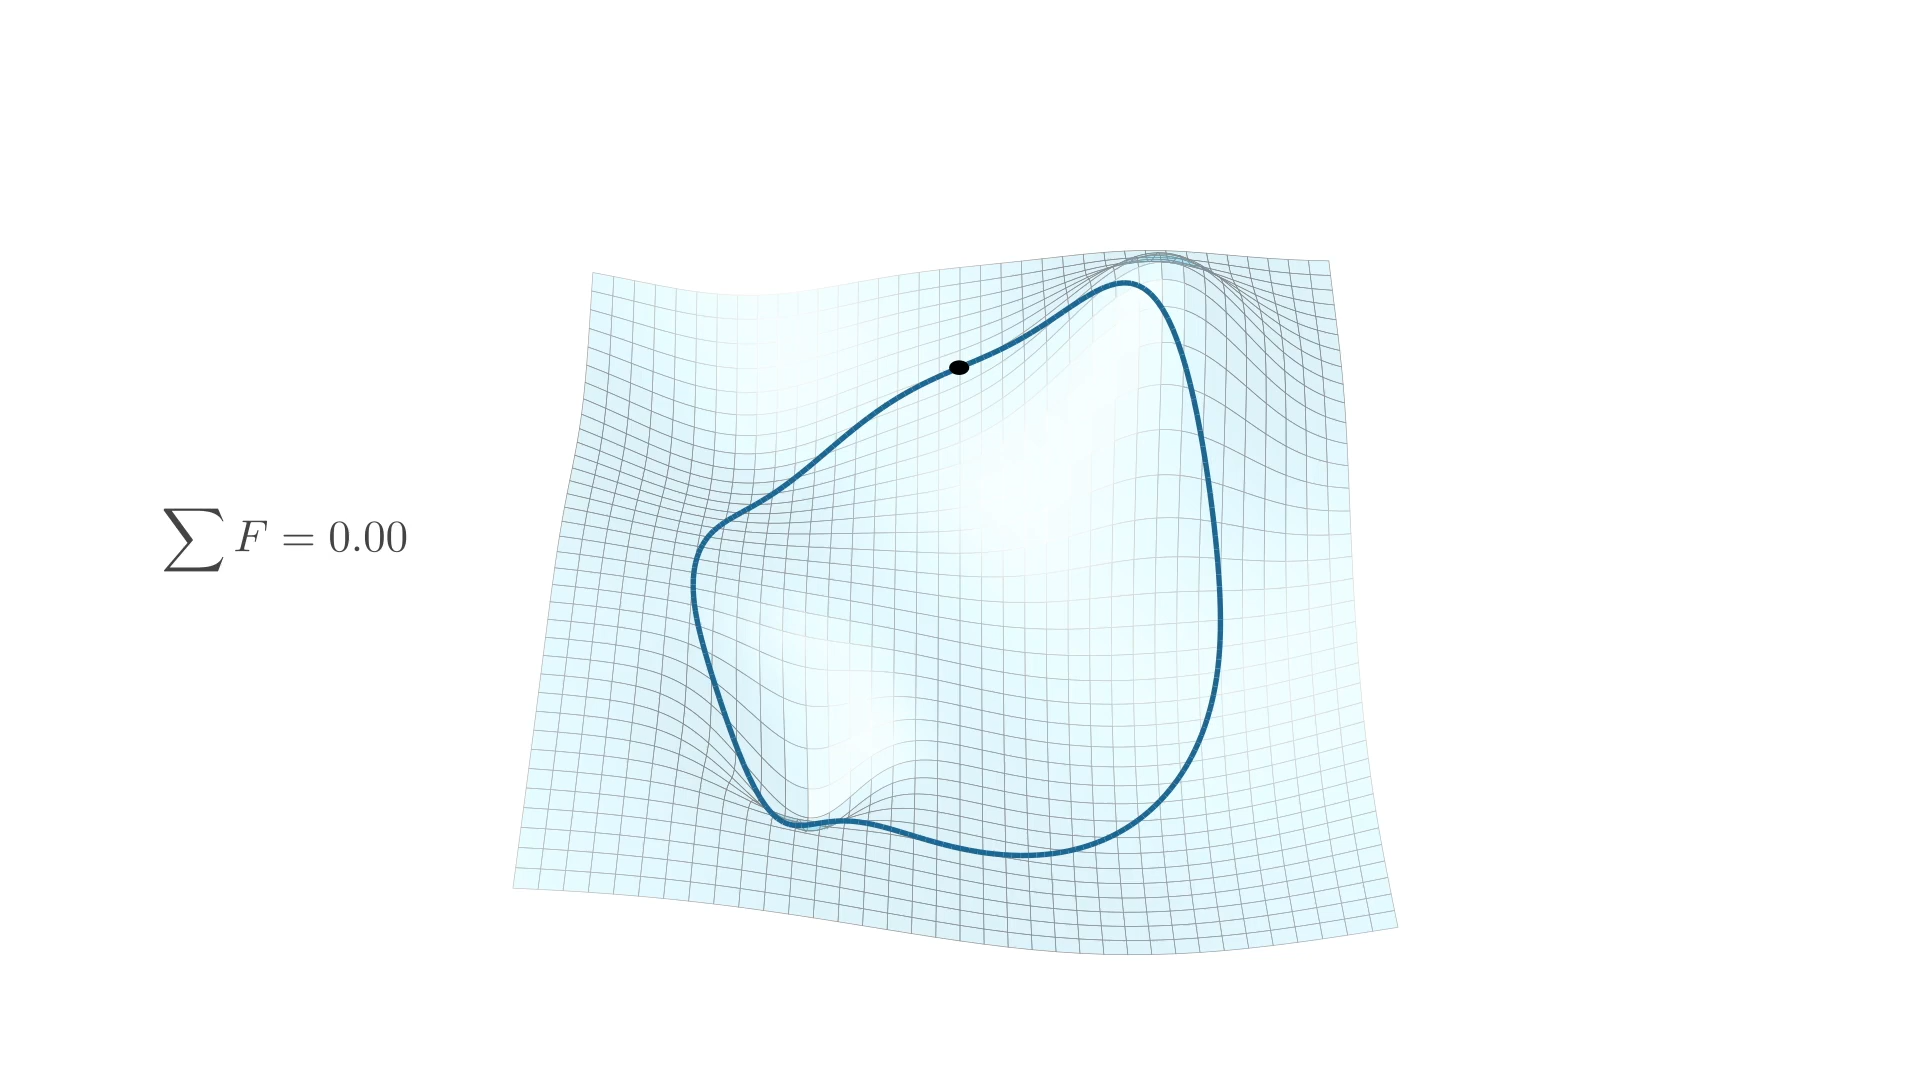 ∑ F = 0.00